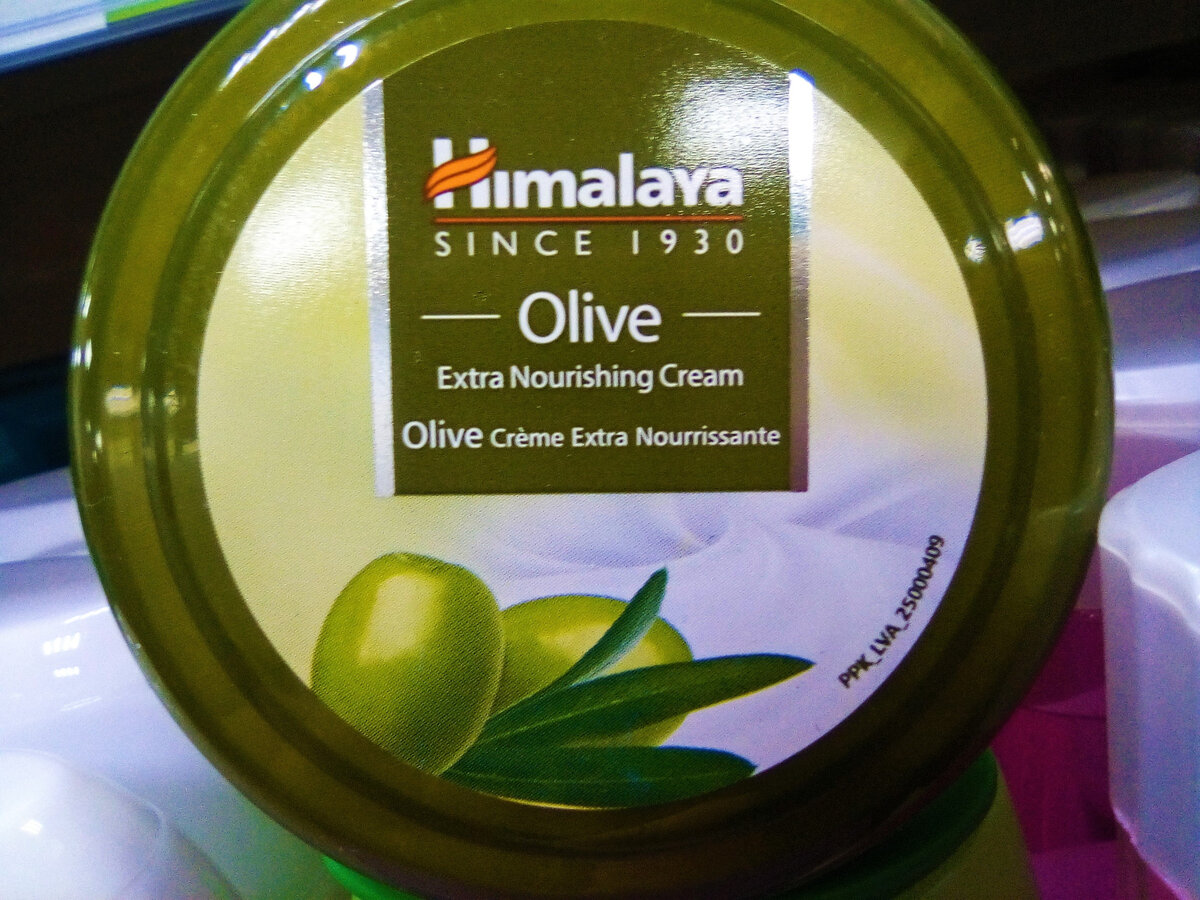 Himalaya
SINCE 1930
Olive
Extra Nourishing Cream
Olive Crème Extra Nourrissante
PPK_LVA_25000409